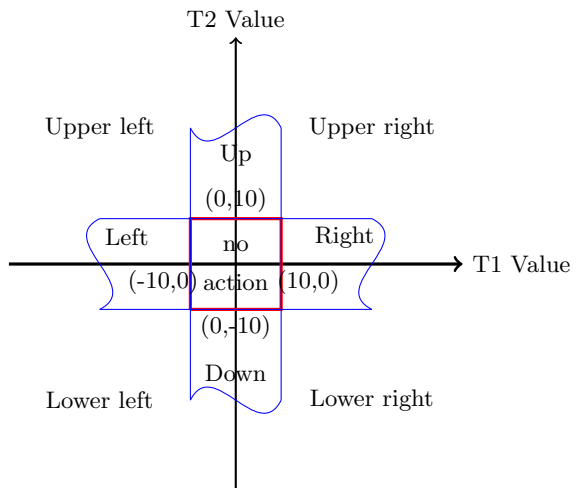 T2 Value
Upper left
Upper right
Up
(0,10)
Left
no
Right
T1 Value
(-10,0)
action
(10,0)
(0,-10)
Down
Lower left
Lower right